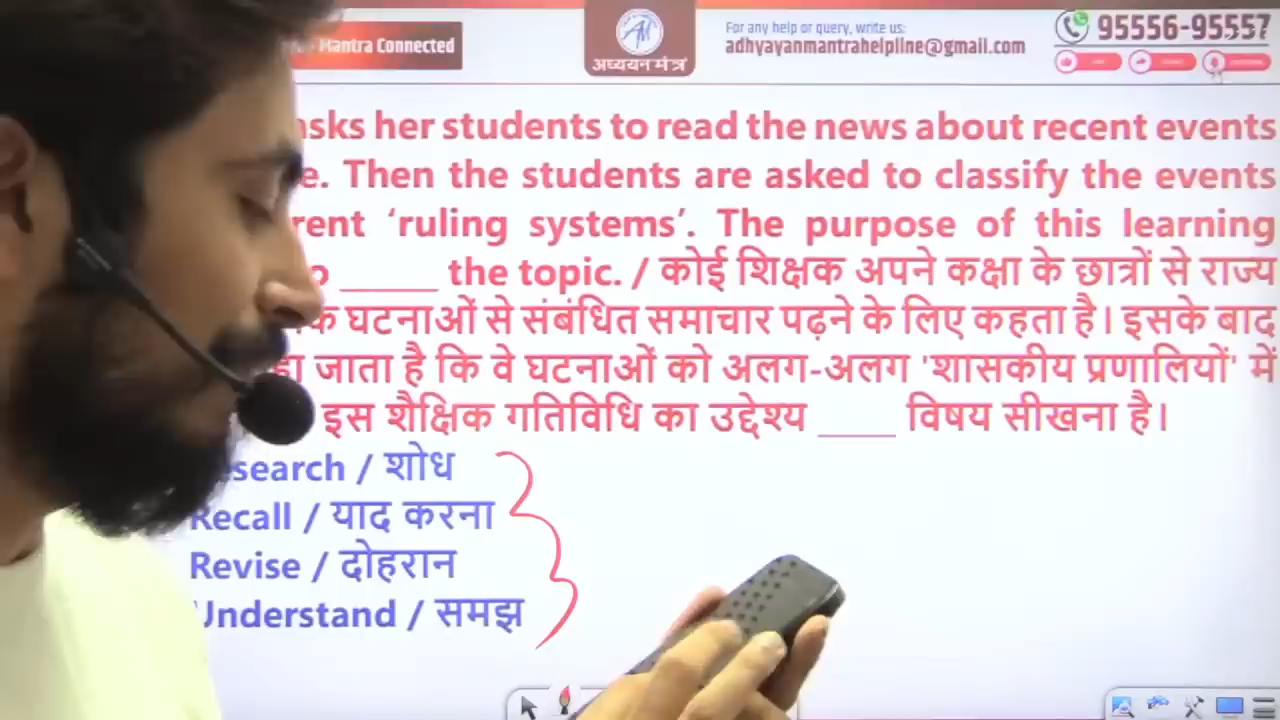 Mantra Connected
अध्ययन मंत्र
For any help or query, write us:
adhyayanmantrahelpline@gmail.com
95556-95557
asks her students to read the news about recent events
e. Then the students are asked to classify the events
rent ‘ruling systems’. The purpose of this learning
_____ the topic. / कोई शिक्षक अपने कक्षा के छात्रों से राज्य
घटनाओं से संबंधित समाचार पढ़ने के लिए कहता है। इसके बाद
जाता है कि वे घटनाओं को अलग-अलग 'शासकीय प्रणालियों' में
इस शैक्षिक गतिविधि का उद्देश्य ____ विषय सीखना है।
search / शोध
Recall / याद करना
Revise / दोहरान
Understand / समझ